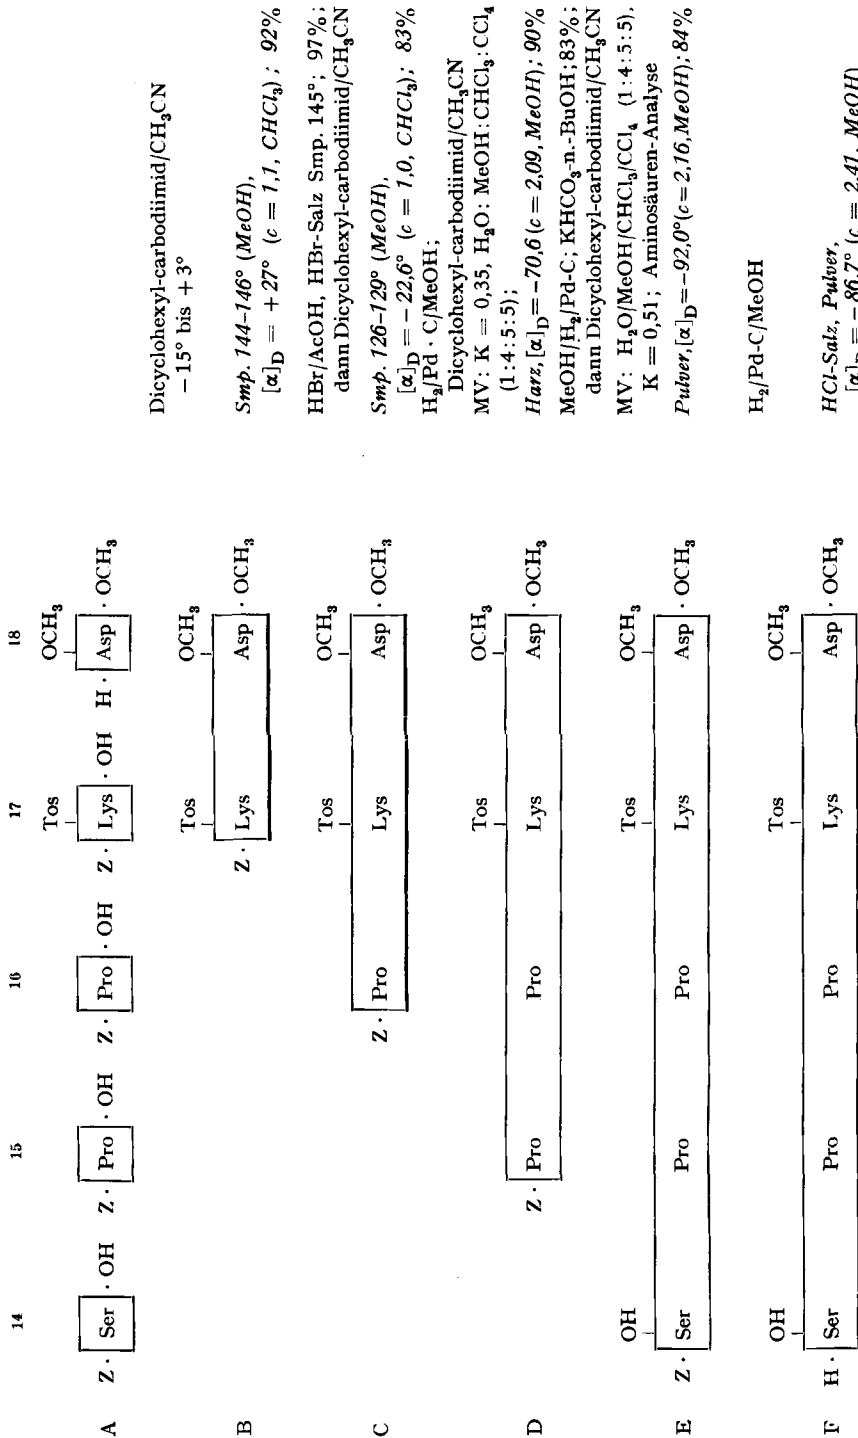 14 15 16 17 18
Tos OCH₃
A Z · Ser · OH Z · Pro · OH Z · Pro · OH Z · Lys · OH H · Asp · OCH₃
Dicyclohexyl-carbodiimid/CH₃CN
−15° bis +3°
Tos OCH₃
B Z · Lys Asp · OCH₃
Smp. 144–146° (MeOH),
[α]D = +27° (c = 1,1, CHCl₃); 92%
HBr/AcOH, HBr-Salz Smp. 145°; 97%;
dann Dicyclohexyl-carbodiimid/CH₃CN
Tos OCH₃
C Z · Pro Lys Asp · OCH₃
Smp. 126–129° (MeOH),
[α]D = −22,6° (c = 1,0, CHCl₃); 83%
H₂/Pd · C/MeOH;
Dicyclohexyl-carbodiimid/CH₃CN
MV: K = 0,35, H₂O: MeOH:CHCl₃:CCl₄
(1:4:5:5);
Tos OCH₃
D Z · Pro Pro Lys Asp · OCH₃
Harz, [α]D = −70,6 (c = 2,09, MeOH); 90%
MeOH/H₂/Pd-C; KHCO₃-n.-BuOH; 83%;
dann Dicyclohexyl-carbodiimid/CH₃CN
MV: H₂O/MeOH/CHCl₃/CCl₄ (1:4:5:5),
K = 0,51; Aminosäuren-Analyse
OH Tos OCH₃
E Z · Ser Pro Pro Lys Asp · OCH₃
Pulver, [α]D = −92,0° (c = 2,16, MeOH); 84%
H₂/Pd-C/MeOH
OH Tos OCH₃
F H · Ser Pro Pro Lys Asp · OCH₃
HCl-Salz, Pulver,
[α]D = −86,7° (c = 2,41, MeOH)